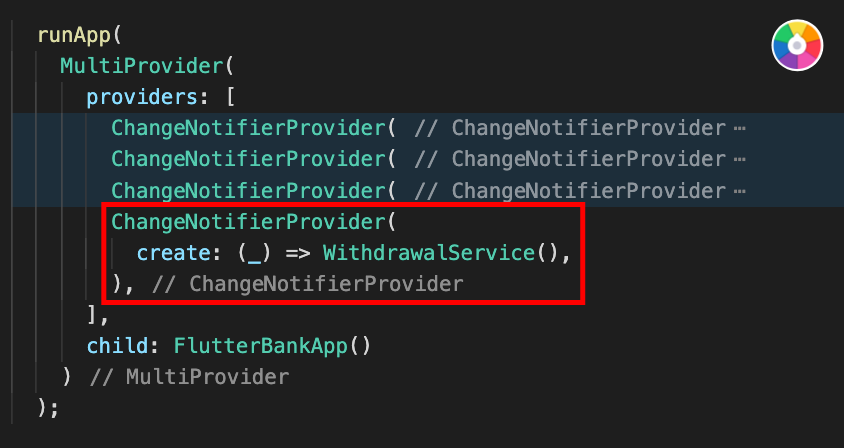 runApp(
MultiProvider(
providers: [
ChangeNotifierProvider( // ChangeNotifierProvider ⋯
ChangeNotifierProvider( // ChangeNotifierProvider ⋯
ChangeNotifierProvider( // ChangeNotifierProvider ⋯
ChangeNotifierProvider(
create: (_) => WithdrawalService(),
), // ChangeNotifierProvider
],
child: FlutterBankApp()
) // MultiProvider
);